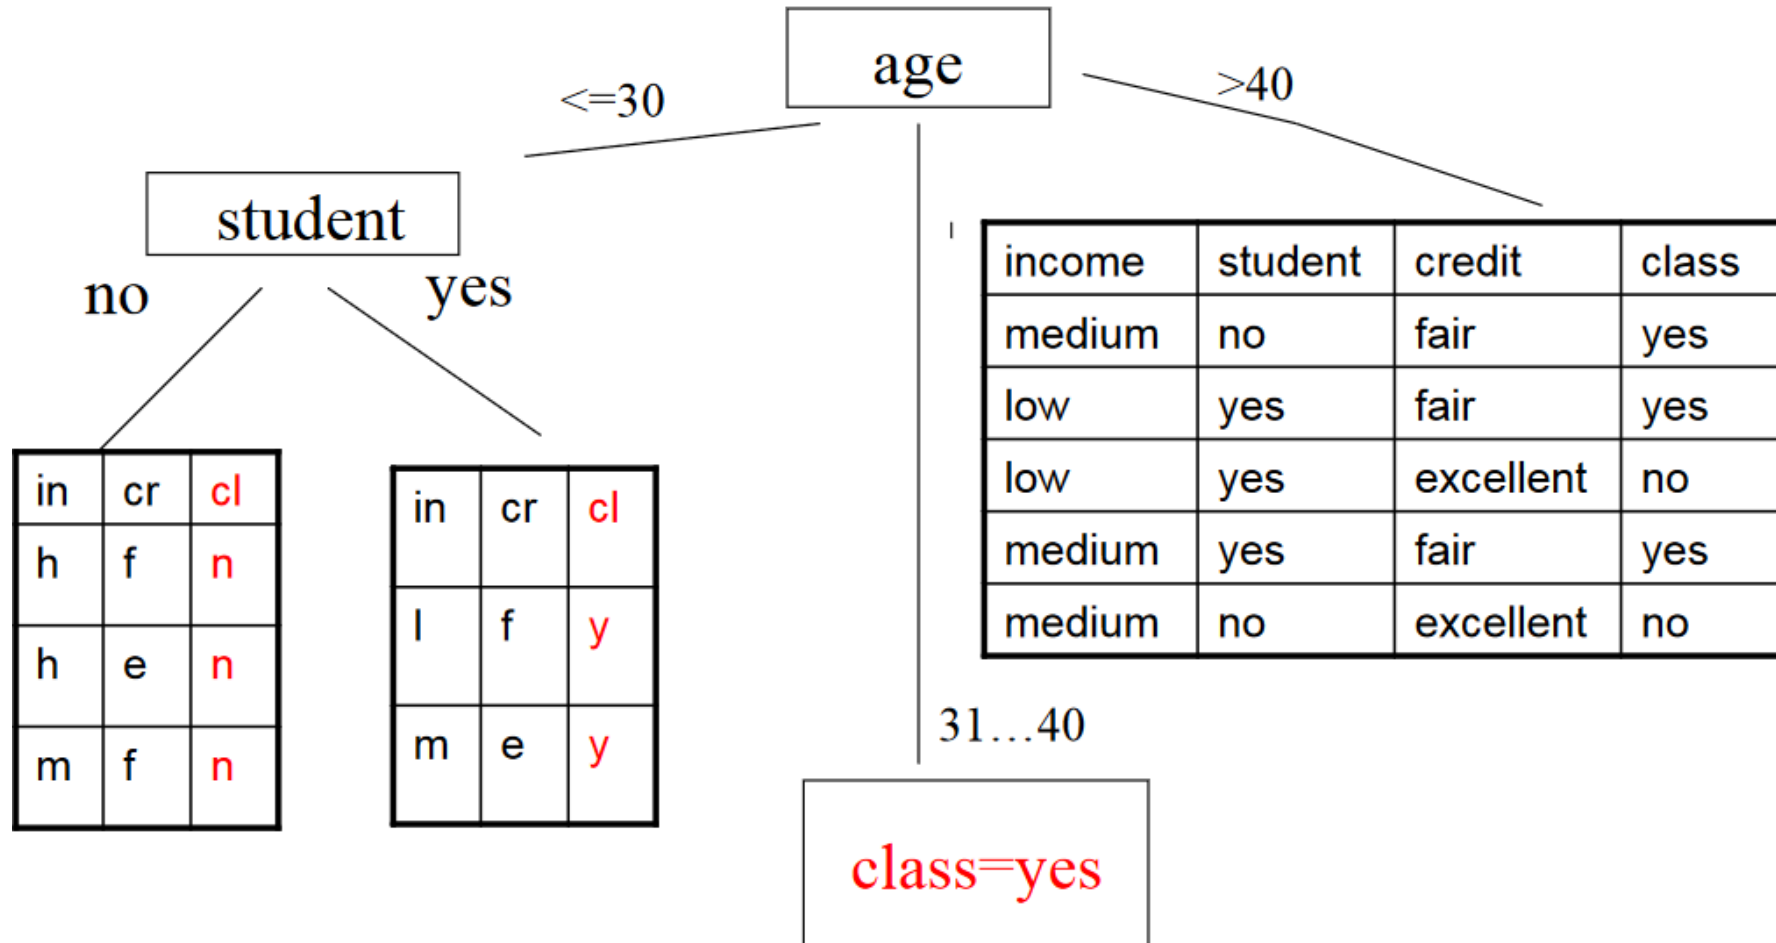 age
<=30
>40
student
no
yes
income student credit class
medium no fair yes
low yes fair yes
low yes excellent no
medium yes fair yes
medium no excellent no
in cr cl
h f n
h e n
m f n
in cr cl
l f y
m e y
31...40
class=yes